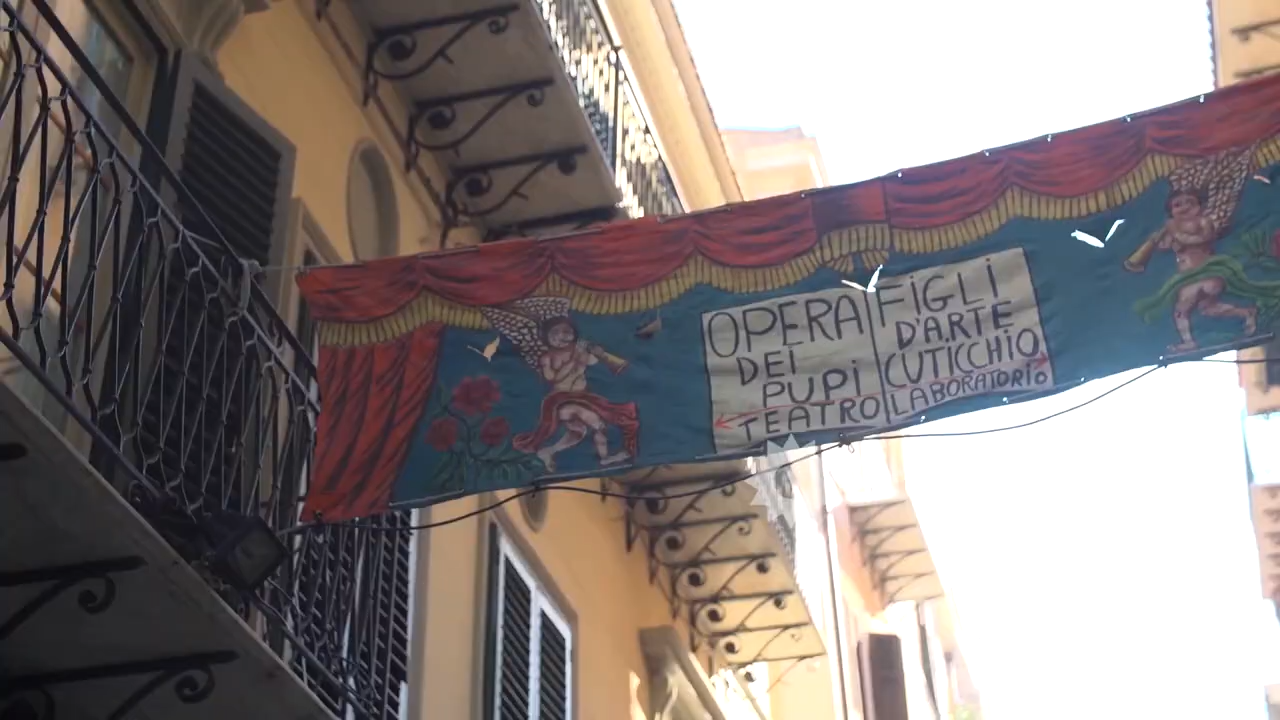 OPERA
DEI
PUPi
TEATRO
FiGLi
D'ARTE
CUTICCHIO
LABORATORiO